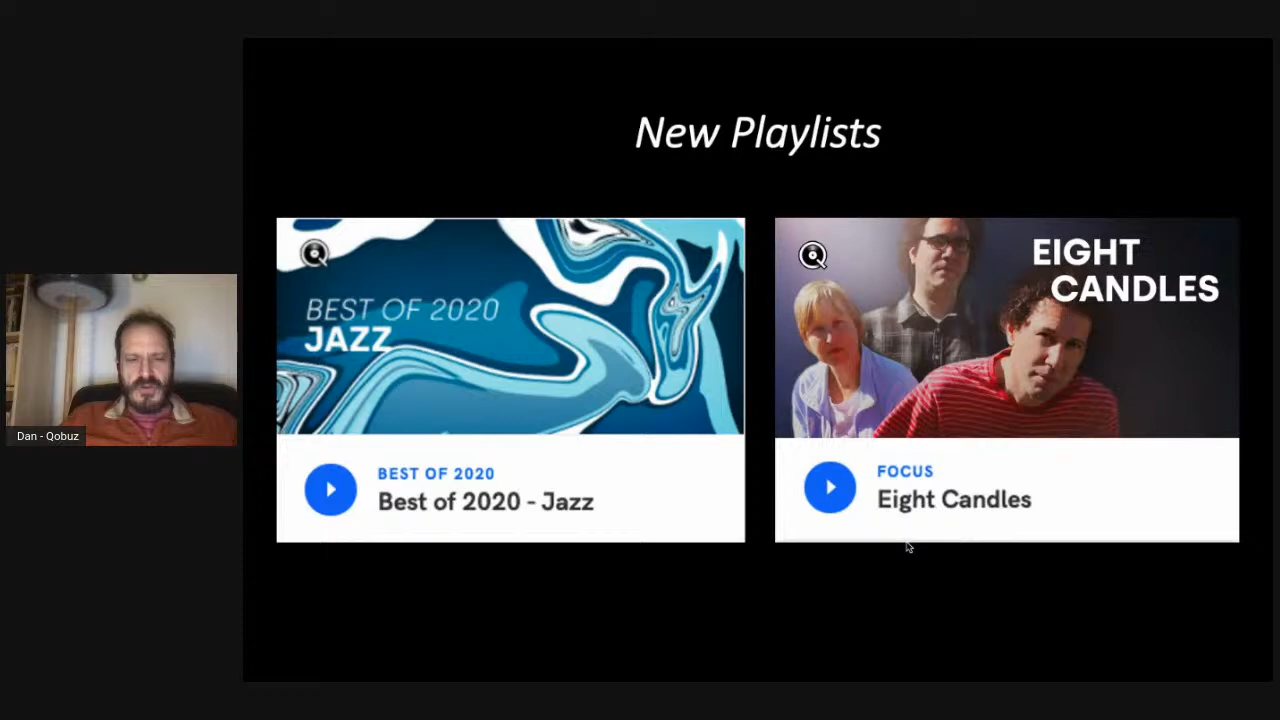 New Playlists
BEST OF 2020
JAZZ
BEST OF 2020
Best of 2020 - Jazz
EIGHT
CANDLES
FOCUS
Eight Candles
Dan - Qobuz